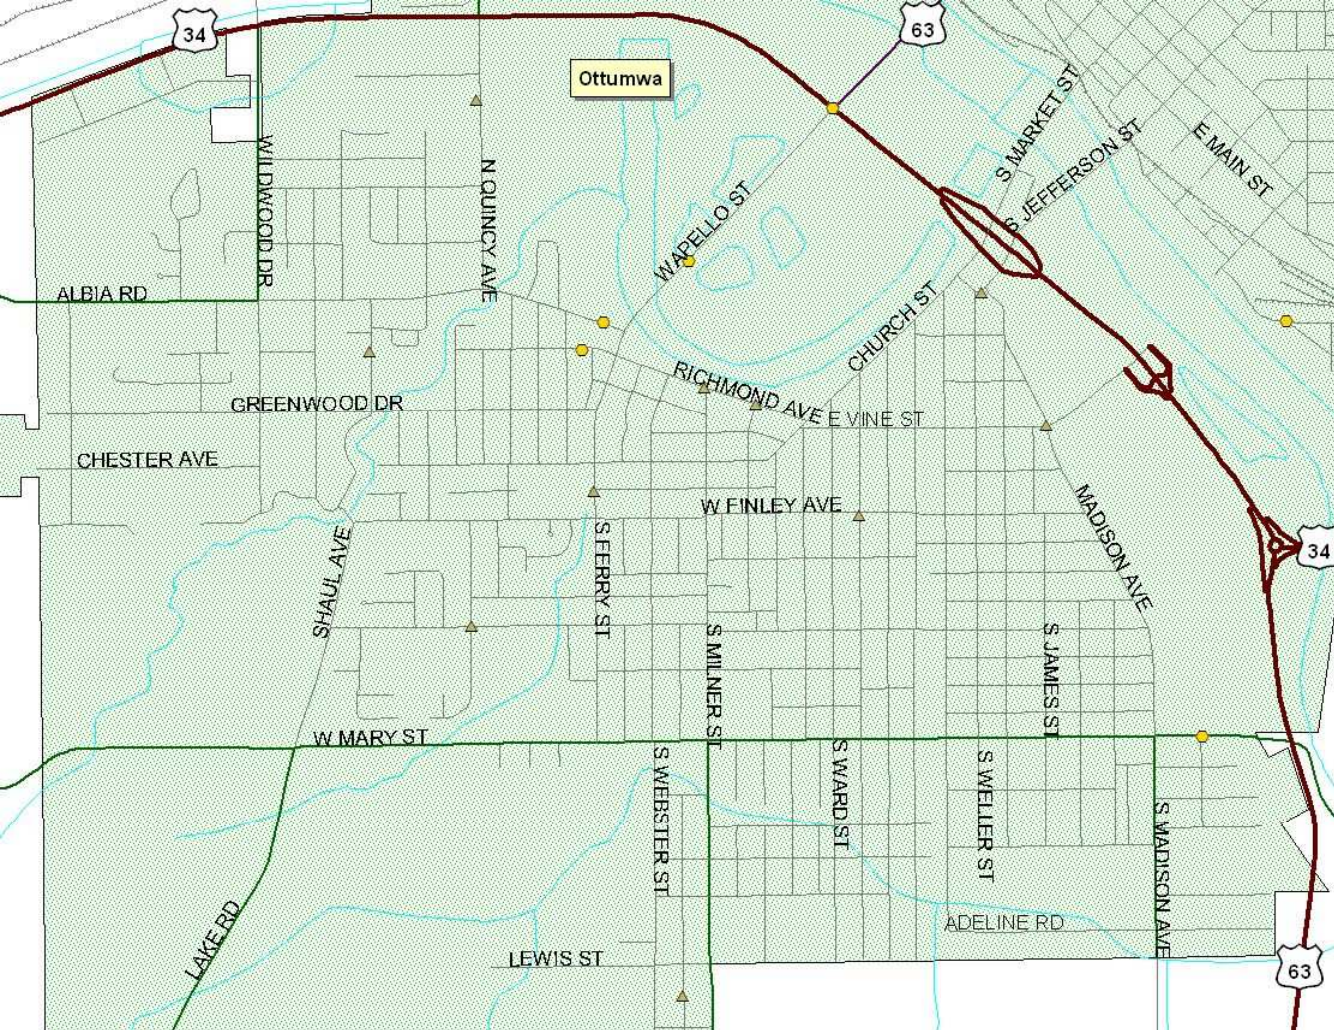 34
63
Ottumwa
S MARKET ST
S JEFFERSON ST
E MAIN ST
WILDWOOD DR
N QUINCY AVE
WAPELLO ST
ALBIA RD
CHURCH ST
RICHMOND AVE
GREENWOOD DR
E VINE ST
CHESTER AVE
W FINLEY AVE
MADISON AVE
SHAUL AVE
S FERRY ST
34
S MILNER ST
S JAMES ST
W MARY ST
S WEBSTER ST
S WARD ST
S WELLER ST
S MADISON AVE
LAKE RD
ADELINE RD
LEWIS ST
63